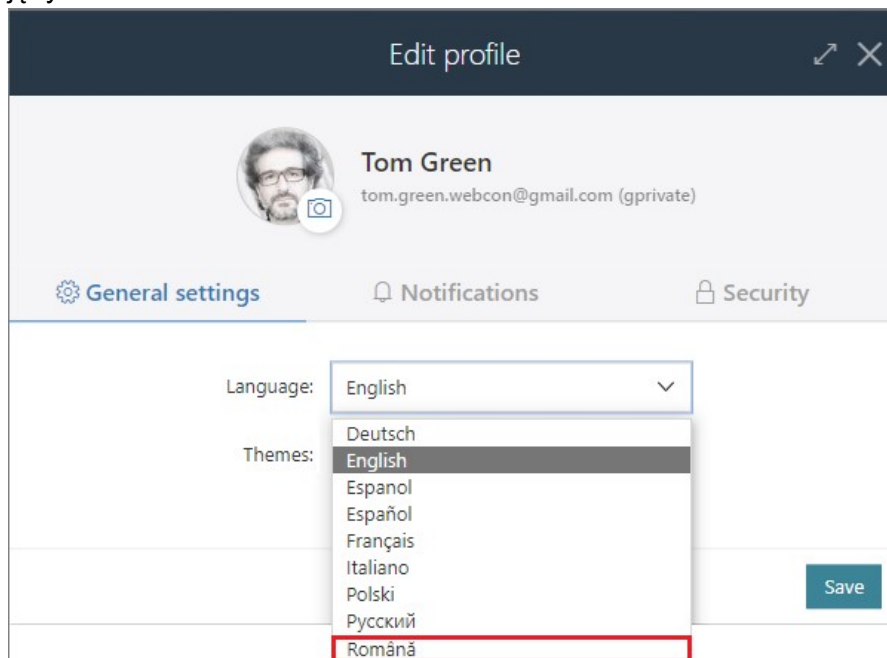 Edit profile
Tom Green
tom.green.webcon@gmail.com (gprivate)
General settings
Notifications
Security
Language:
English
Themes:
Deutsch
English
Espanol
Español
Français
Italiano
Polski
Русский
Română
Save